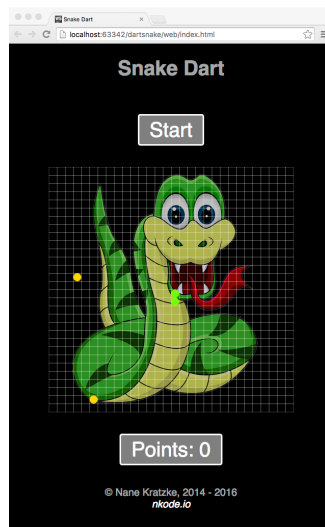 Snake Dart
localhost:63342/dartsnake/web/index.html
Snake Dart
Start
Points: 0
© Nane Kratzke, 2014 - 2016
nkode.io